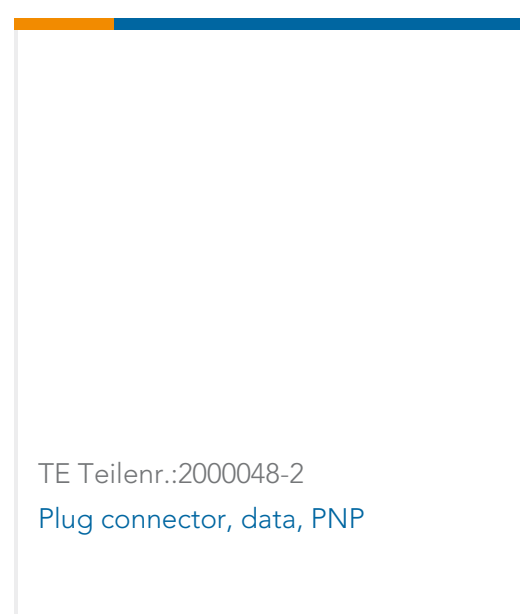 TE Teilenr.:2000048-2
Plug connector, data, PNP